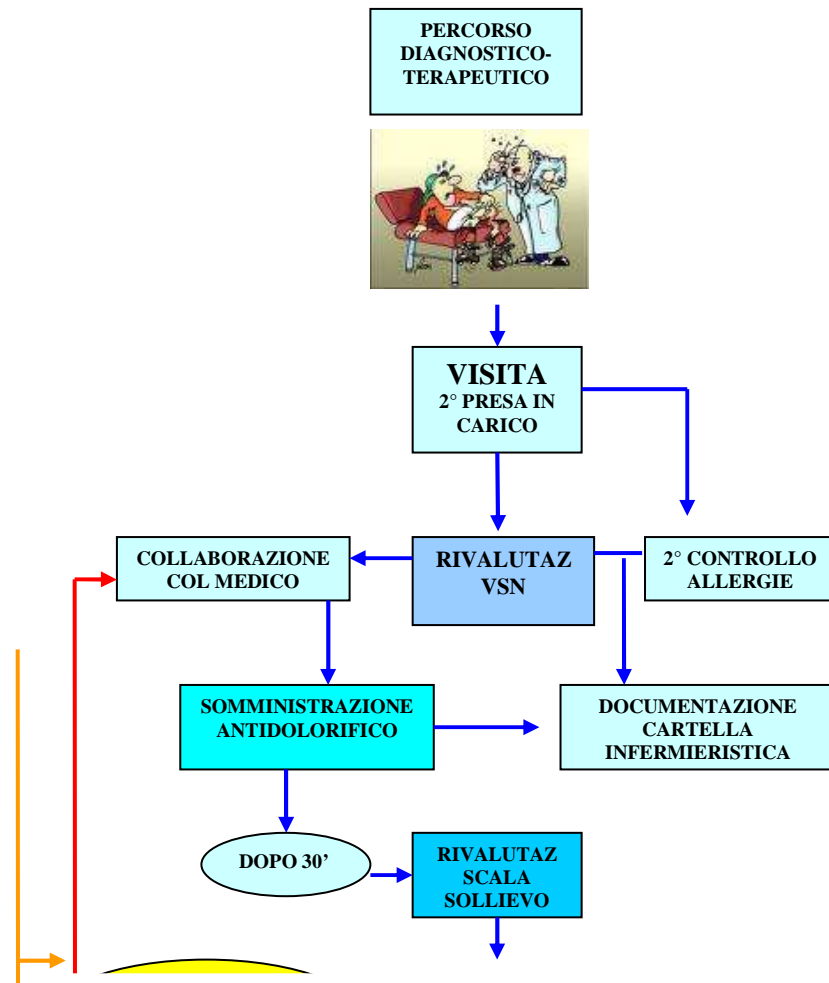 PERCORSO
DIAGNOSTICO-
TERAPEUTICO
VISITA
2° PRESA IN
CARICO
COLLABORAZIONE
COL MEDICO
RIVALUTAZ
VSN
2° CONTROLLO
ALLERGIE
SOMMINISTRAZIONE
ANTIDOLORIFICO
DOCUMENTAZIONE
CARTELLA
INFERMIERISTICA
DOPO 30’
RIVALUTAZ
SCALA
SOLLIEVO